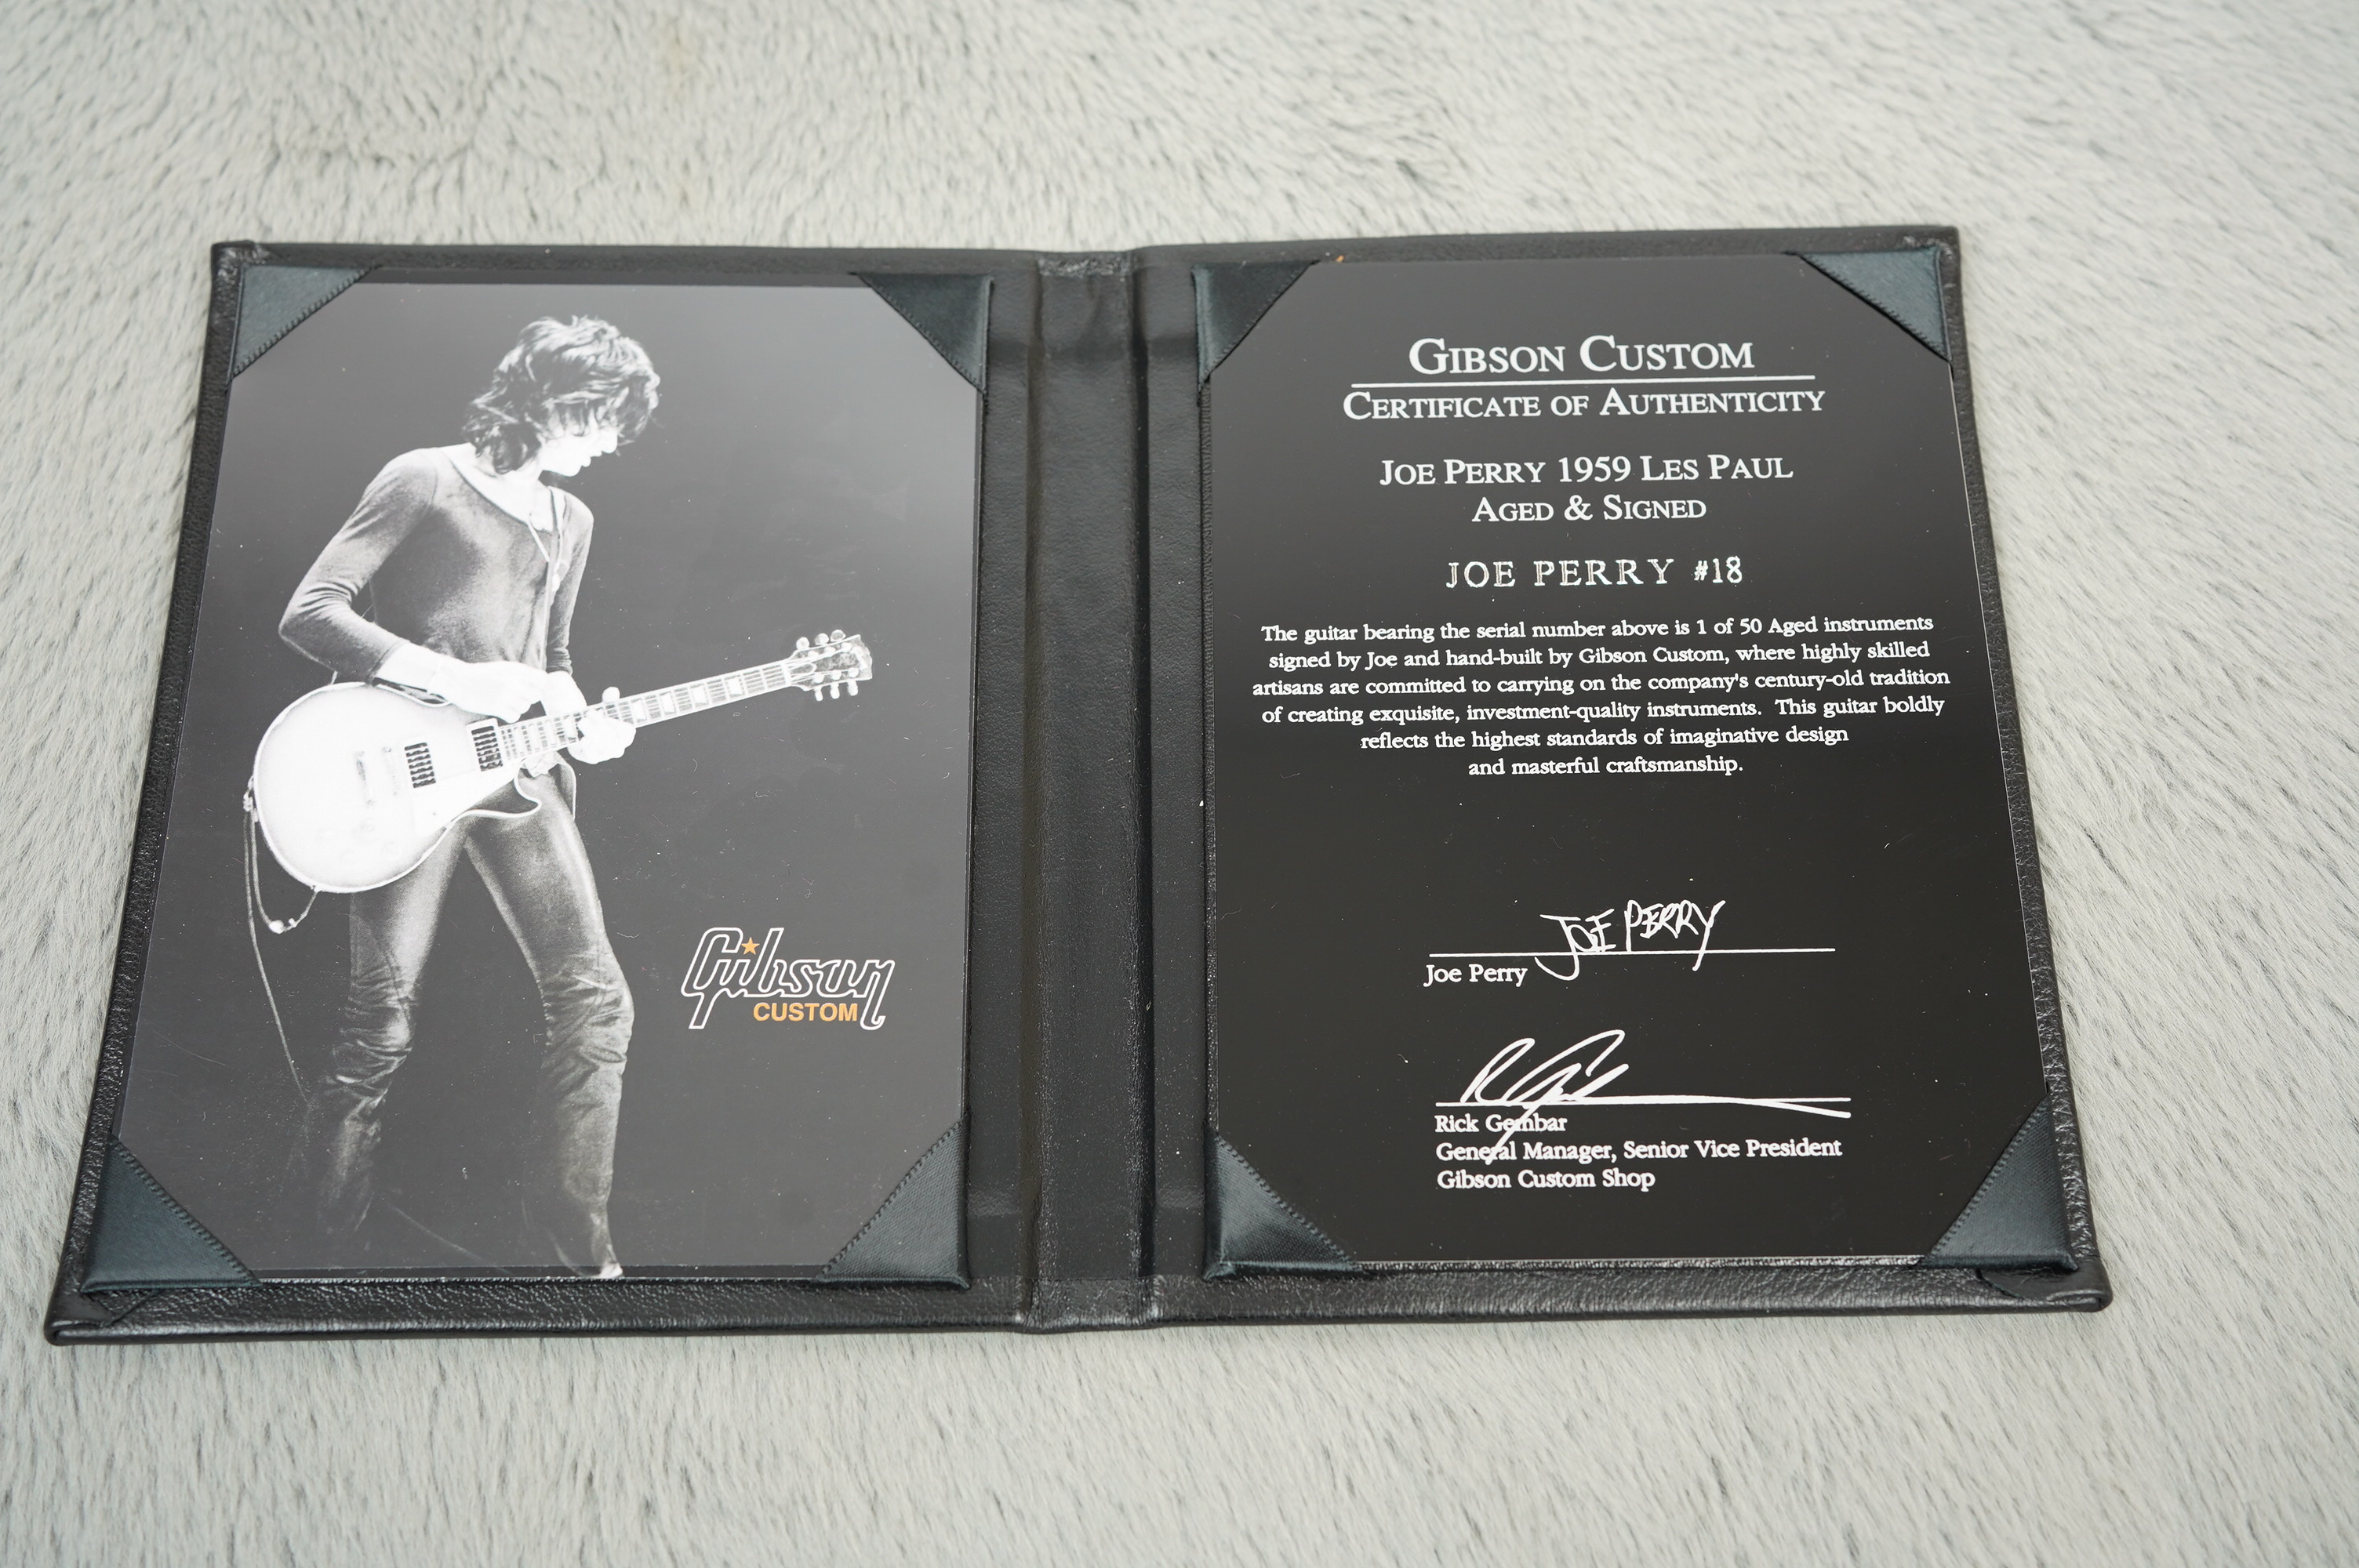 Gibson
CUSTOM
GIBSON CUSTOM
CERTIFICATE OF AUTHENTICITY
JOE PERRY 1959 LES PAUL
AGED & SIGNED
JOE PERRY #18
The guitar bearing the serial number above is 1 of 50 Aged instruments
signed by Joe and hand-built by Gibson Custom, where highly skilled
artisans are committed to carrying on the company's century-old tradition
of creating exquisite, investment-quality instruments. This guitar boldly
reflects the highest standards of imaginative design
and masterful craftsmanship.
JOE PERRY
Joe Perry
Rick Gembar
General Manager, Senior Vice President
Gibson Custom Shop